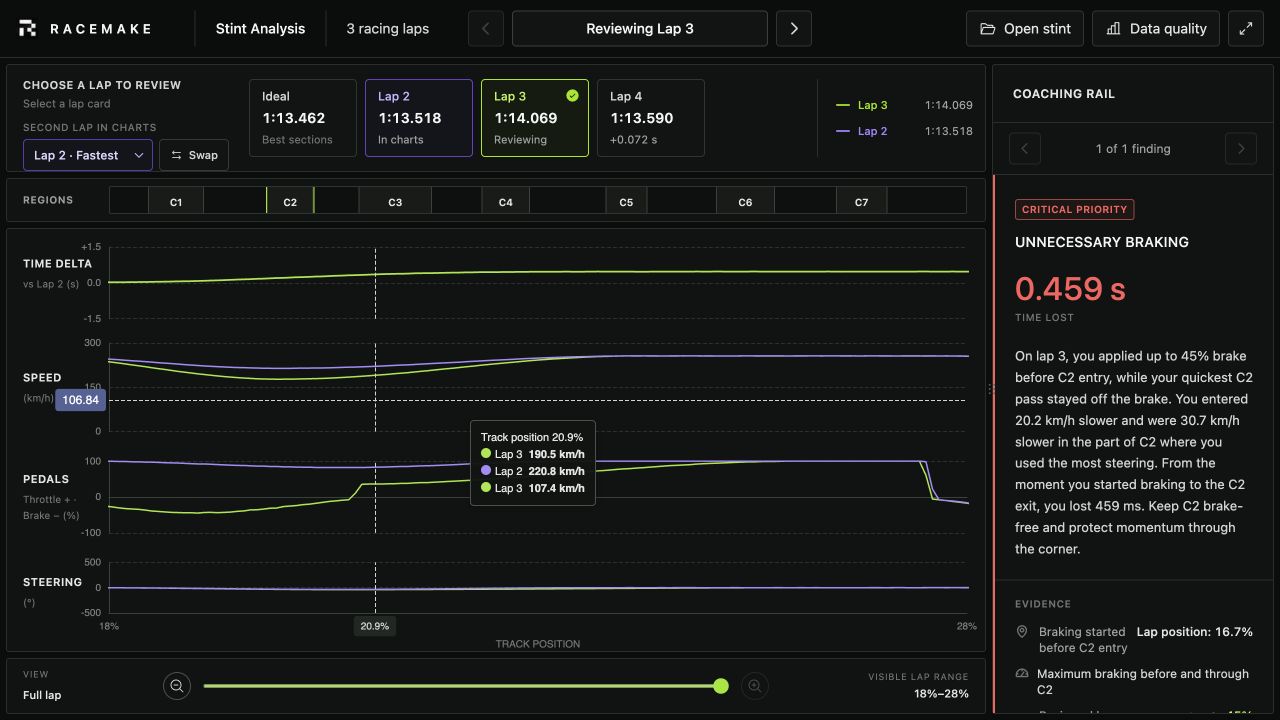 RACEMAKE
Stint Analysis
3 racing laps
Reviewing Lap 3
Open stint
Data quality
CHOOSE A LAP TO REVIEW
Select a lap card
SECOND LAP IN CHARTS
Lap 2 · Fastest
Swap
Ideal
1:13.462
Best sections
Lap 2
1:13.518
In charts
Lap 3
1:14.069
Reviewing
Lap 4
1:13.590
+0.072 s
Lap 3 1:14.069
Lap 2 1:13.518
REGIONS
C1 C2 C3 C4 C5 C6 C7
TIME DELTA
vs Lap 2 (s)
+1.5
0.0
-1.5
SPEED
(km/h)
300
150
106.84
0
Track position 20.9%
Lap 3 190.5 km/h
Lap 2 220.8 km/h
Lap 3 107.4 km/h
PEDALS
Throttle + ·
Brake − (%)
100
0
-100
STEERING
(°)
500
0
-500
18%
20.9%
28%
TRACK POSITION
VIEW
Full lap
VISIBLE LAP RANGE
18%–28%
COACHING RAIL
1 of 1 finding
CRITICAL PRIORITY
UNNECESSARY BRAKING
0.459 s
TIME LOST
On lap 3, you applied up to 45% brake
before C2 entry, while your quickest C2
pass stayed off the brake. You entered
20.2 km/h slower and were 30.7 km/h
slower in the part of C2 where you
used the most steering. From the
moment you started braking to the C2
exit, you lost 459 ms. Keep C2 brake-
free and protect momentum through
the corner.
EVIDENCE
Braking started Lap position: 16.7%
before C2 entry
Maximum braking before and through
C2